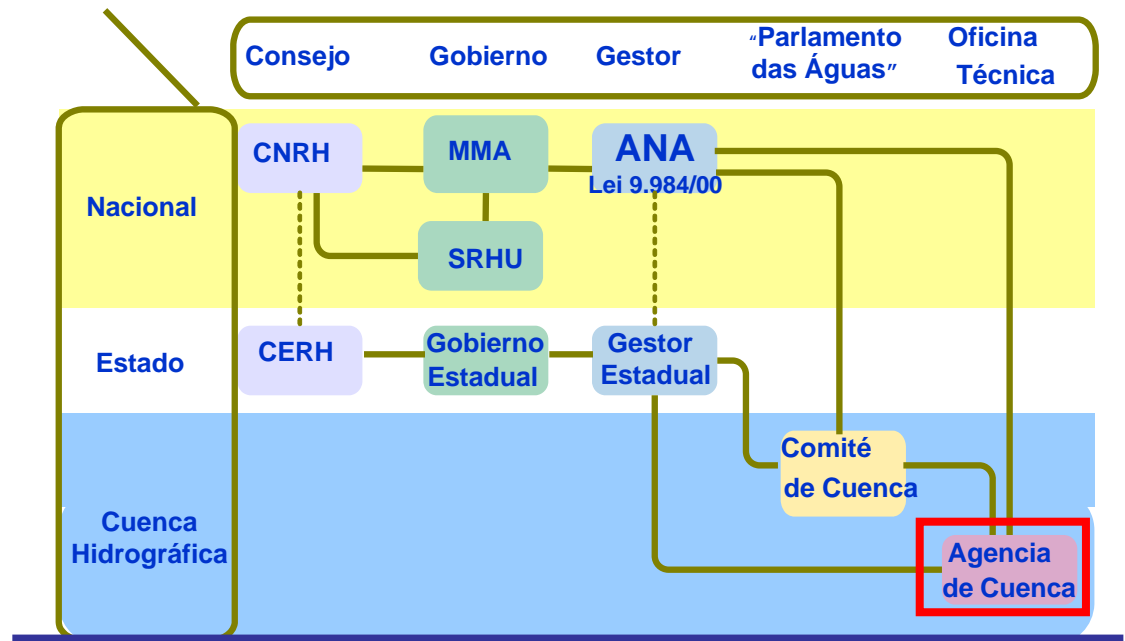 Consejo
Gobierno
Gestor
“Parlamento
das Águas”
Oficina
Técnica
Nacional
CNRH
MMA
ANA
Lei 9.984/00
SRHU
Estado
CERH
Gobierno
Estadual
Gestor
Estadual
Cuenca
Hidrográfica
Comité
de Cuenca
Agencia
de Cuenca